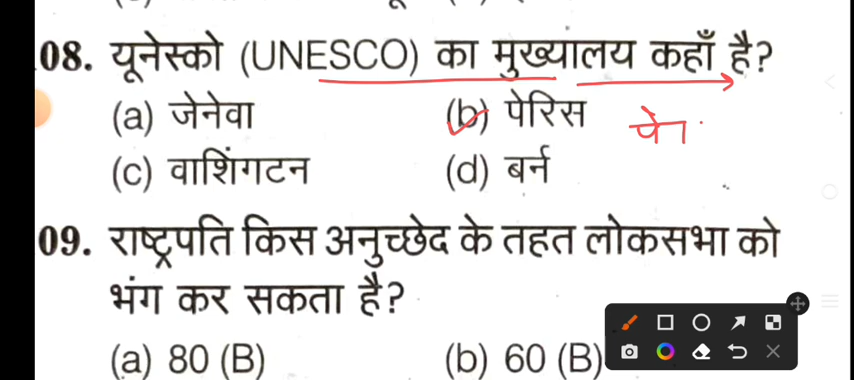 08. यूनेस्को (UNESCO) का मुख्यालय कहाँ है?
(a) जेनेवा (b) पेरिस
(c) वाशिंगटन (d) बर्न
09. राष्ट्रपति किस अनुच्छेद के तहत लोकसभा को
भंग कर सकता है?
(a) 80 (B) (b) 60 (B)